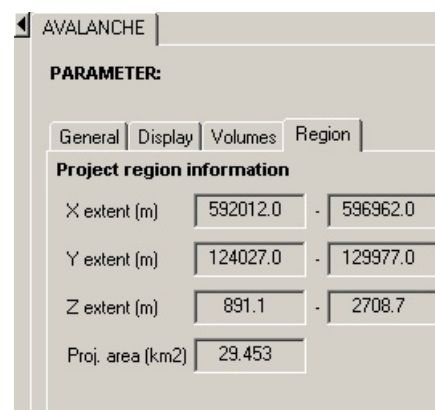 AVALANCHE
PARAMETER:
General Display Volumes Region
Project region information
X extent (m) 592012.0 - 596962.0
Y extent (m) 124027.0 - 129977.0
Z extent (m) 891.1 - 2708.7
Proj. area (km2) 29.453